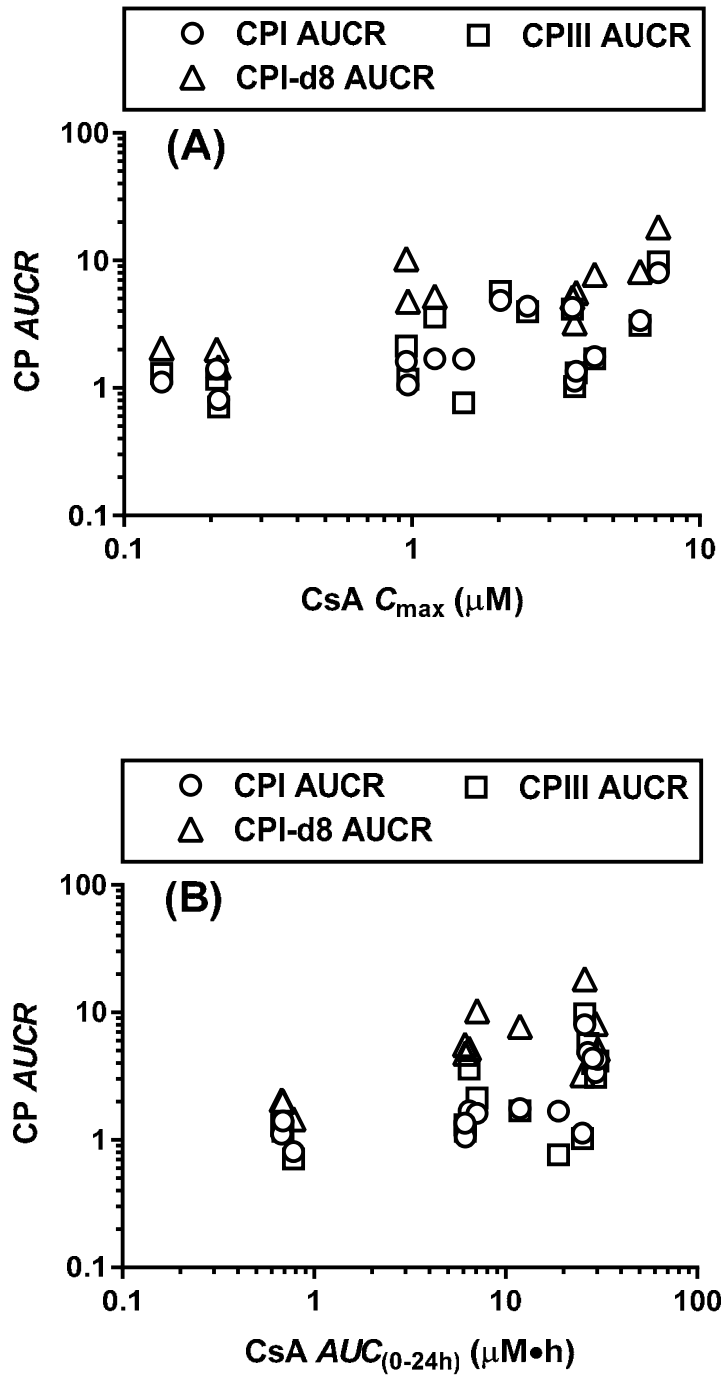 ○ CPI AUCR □ CPIII AUCR
△ CPI-d8 AUCR
(A)
100
10
1
0.1
CP AUCR
0.1 1 10
CsA Cmax (μM)
○ CPI AUCR □ CPIII AUCR
△ CPI-d8 AUCR
(B)
100
10
1
0.1
CP AUCR
0.1 1 10 100
CsA AUC(0-24h) (μM•h)